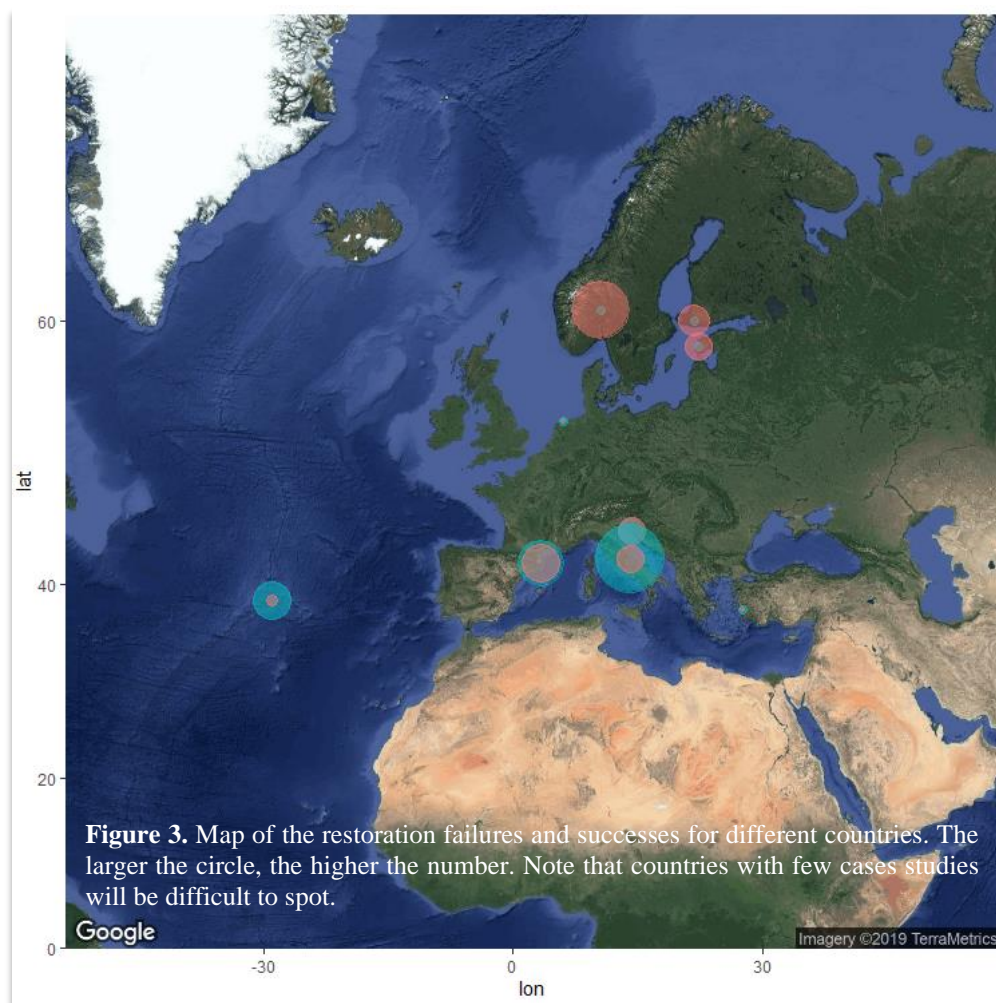 60
40
20
0
lat
Figure 3. Map of the restoration failures and successes for different countries. The
larger the circle, the higher the number. Note that countries with few cases studies
will be difficult to spot.
Google
Imagery ©2019 TerraMetrics
-30
0
30
lon